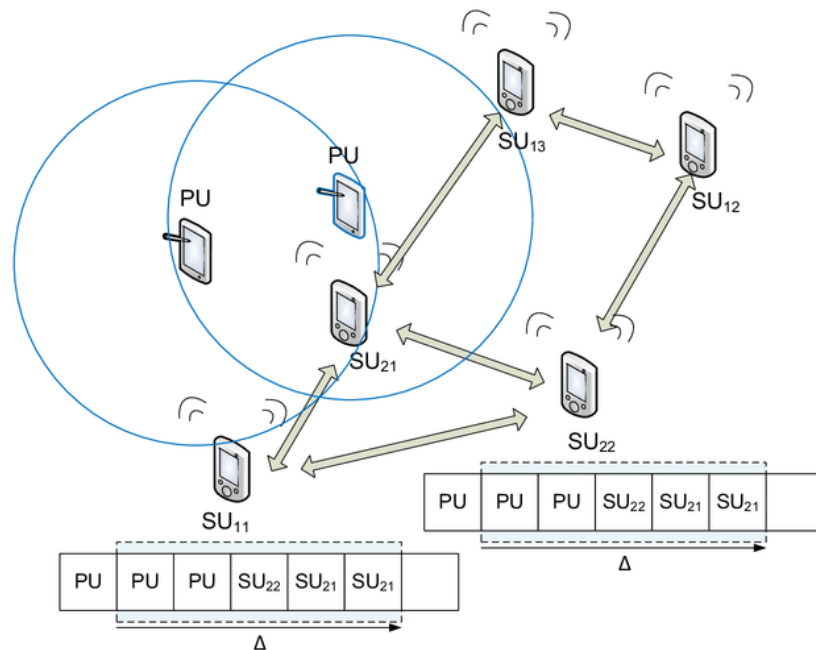 SU₁₃
PU
PU
SU₁₂
SU₂₁
SU₂₂
SU₁₁
PU PU PU SU₂₂ SU₂₁ SU₂₁
Δ
PU PU PU SU₂₂ SU₂₁ SU₂₁
Δ